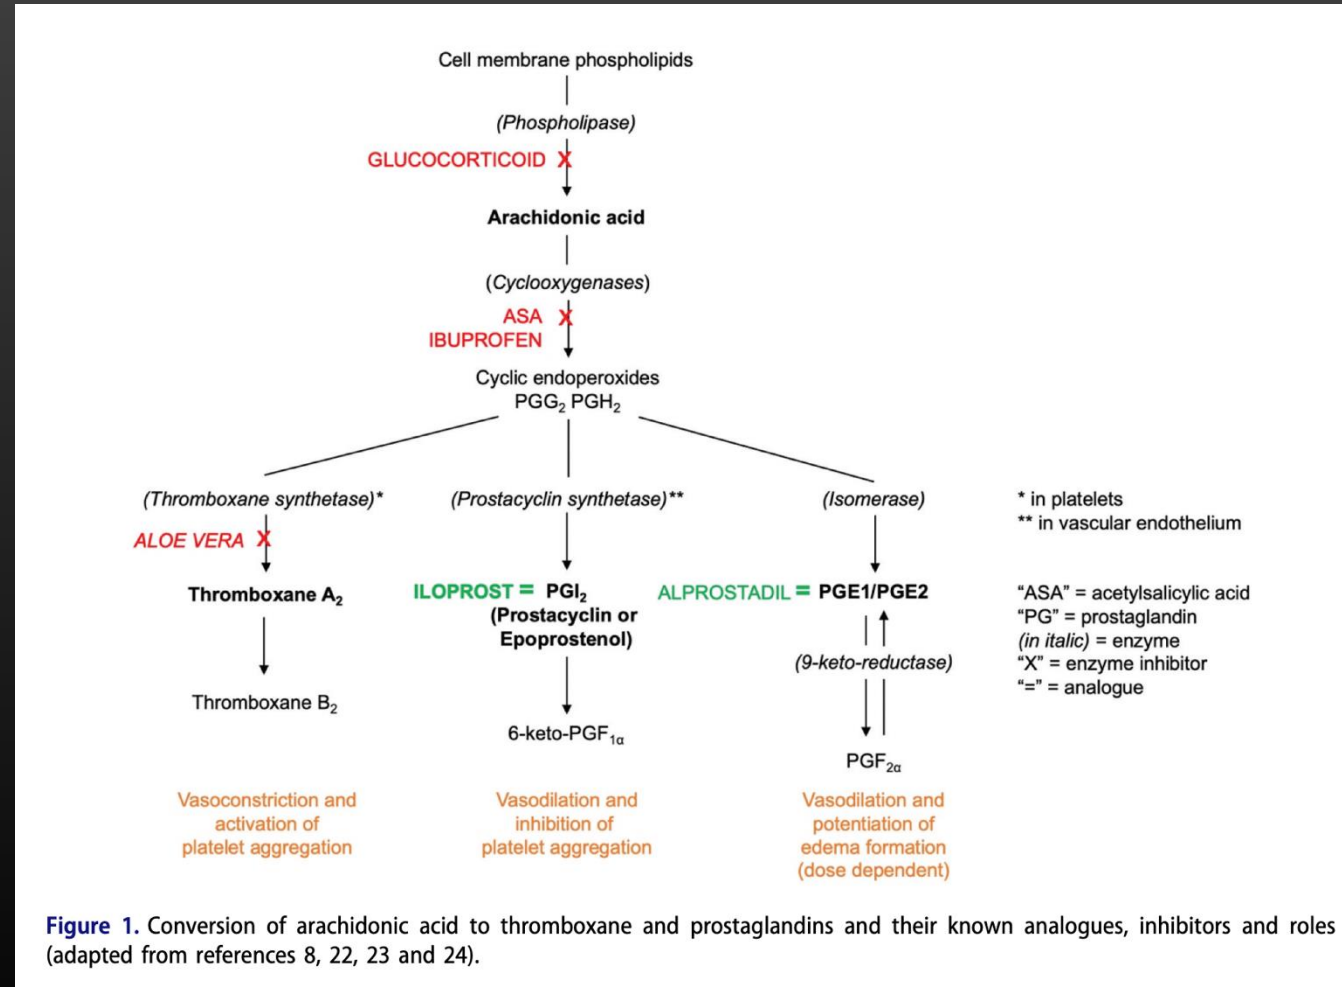 Cell membrane phospholipids
(Phospholipase)
GLUCOCORTICOID X
Arachidonic acid
(Cyclooxygenases)
ASA X
IBUPROFEN
Cyclic endoperoxides
PGG₂ PGH₂
(Thromboxane synthetase)*
ALOE VERA X
Thromboxane A₂
Thromboxane B₂
Vasoconstriction and
activation of
platelet aggregation
(Prostacyclin synthetase)**
ILOPROST = PGI₂
(Prostacyclin or
Epoprostenol)
6-keto-PGF₁α
Vasodilation and
inhibition of
platelet aggregation
(Isomerase)
ALPROSTADIL = PGE1/PGE2
(9-keto-reductase)
PGF₂α
Vasodilation and
potentiation of
edema formation
(dose dependent)
* in platelets
** in vascular endothelium
“ASA” = acetylsalicylic acid
“PG” = prostaglandin
(in italic) = enzyme
“X” = enzyme inhibitor
“=” = analogue
Figure 1. Conversion of arachidonic acid to thromboxane and prostaglandins and their known analogues, inhibitors and roles
(adapted from references 8, 22, 23 and 24).